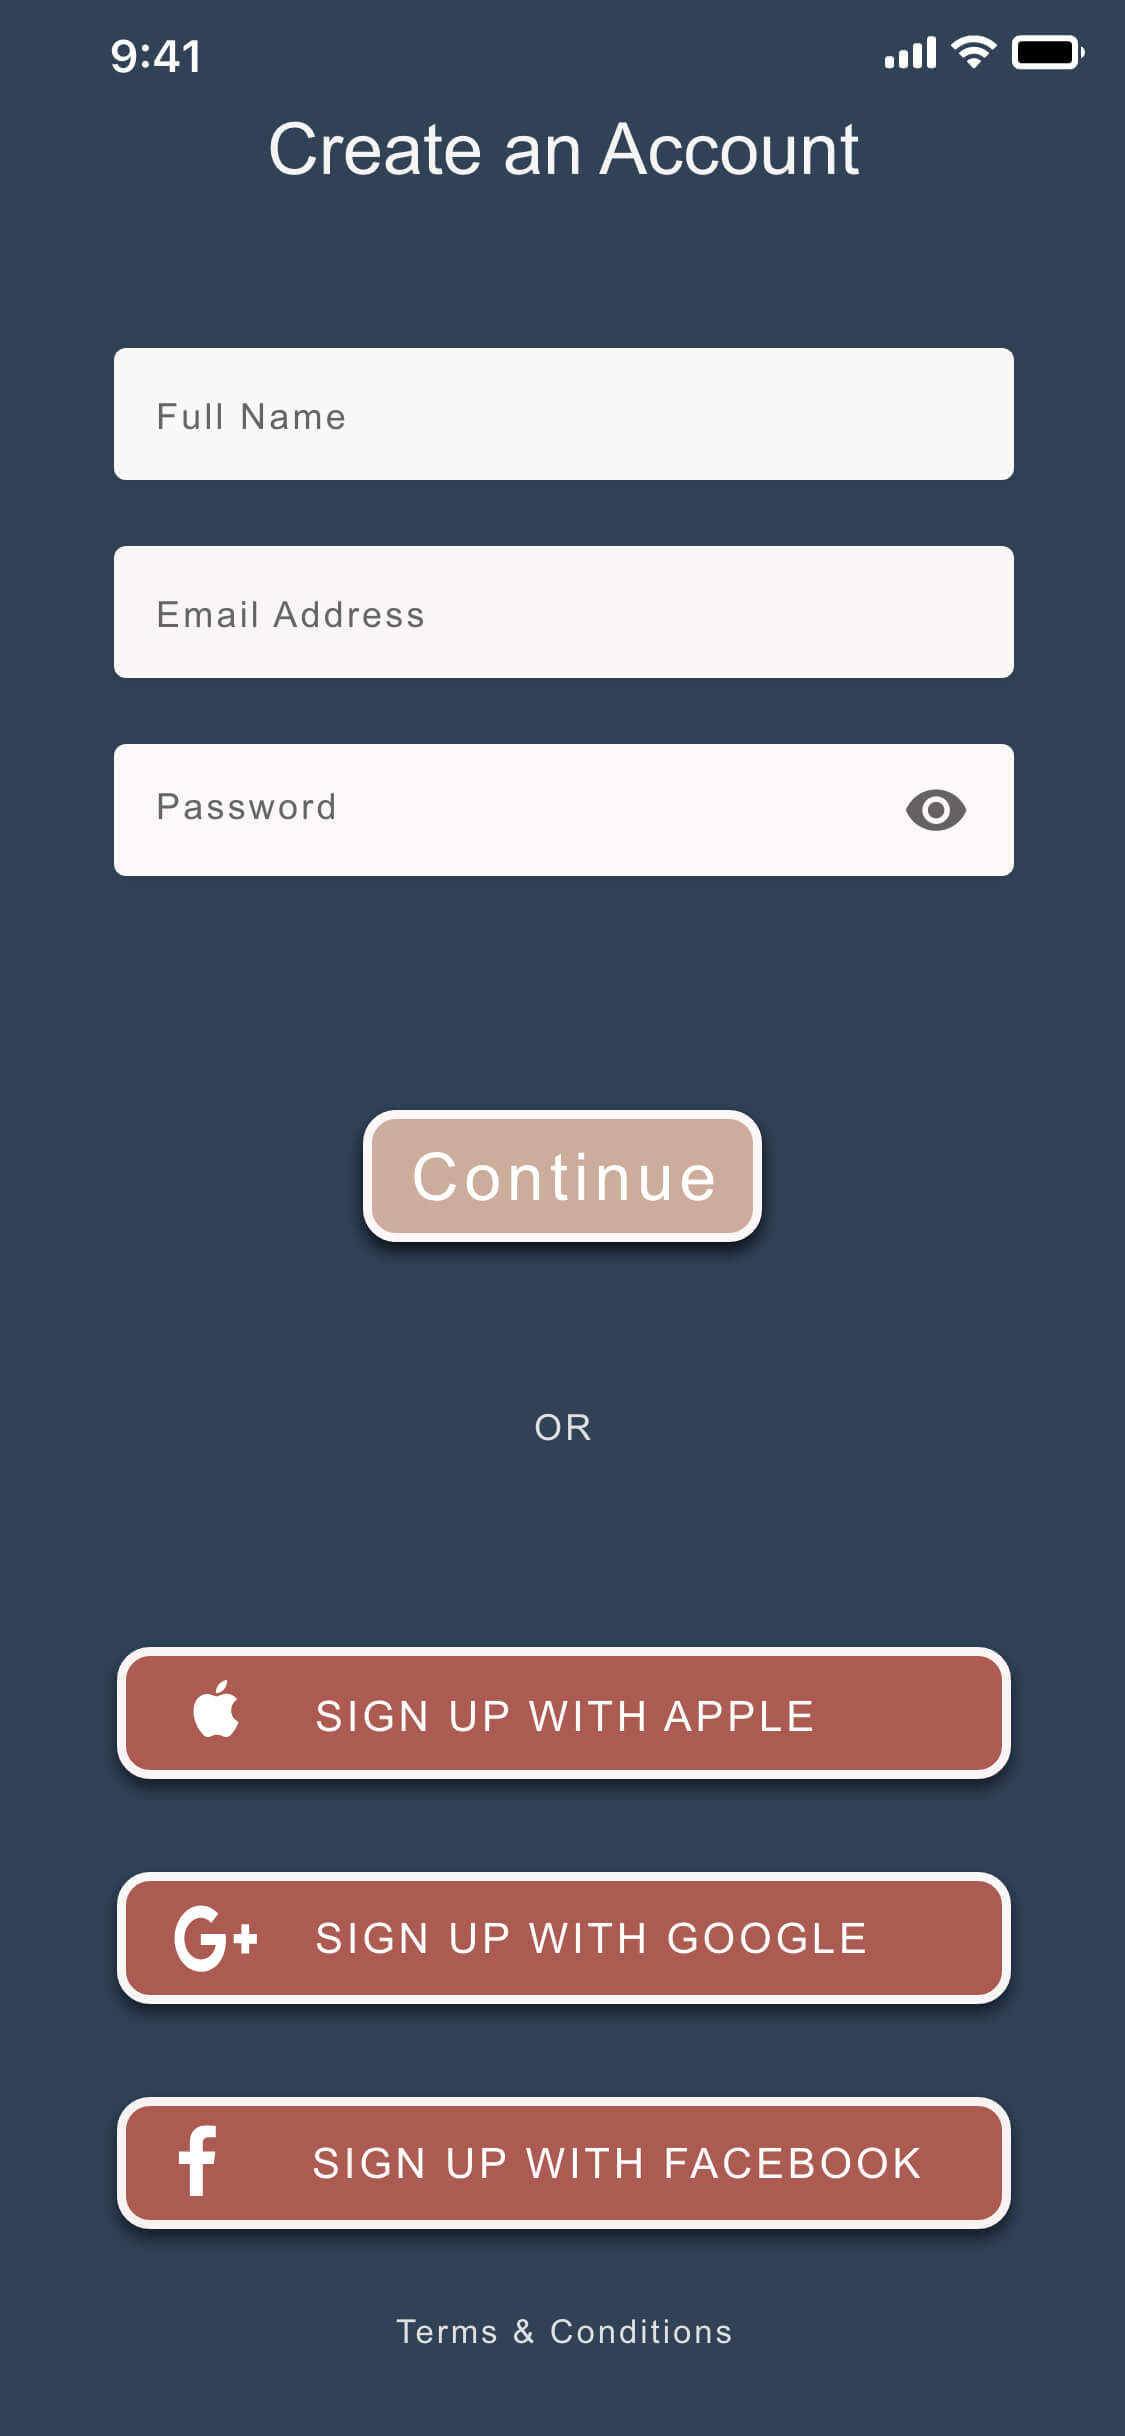 9:41
Create an Account
Full Name
Email Address
Password
Continue
OR
SIGN UP WITH APPLE
G+ SIGN UP WITH GOOGLE
f SIGN UP WITH FACEBOOK
Terms & Conditions